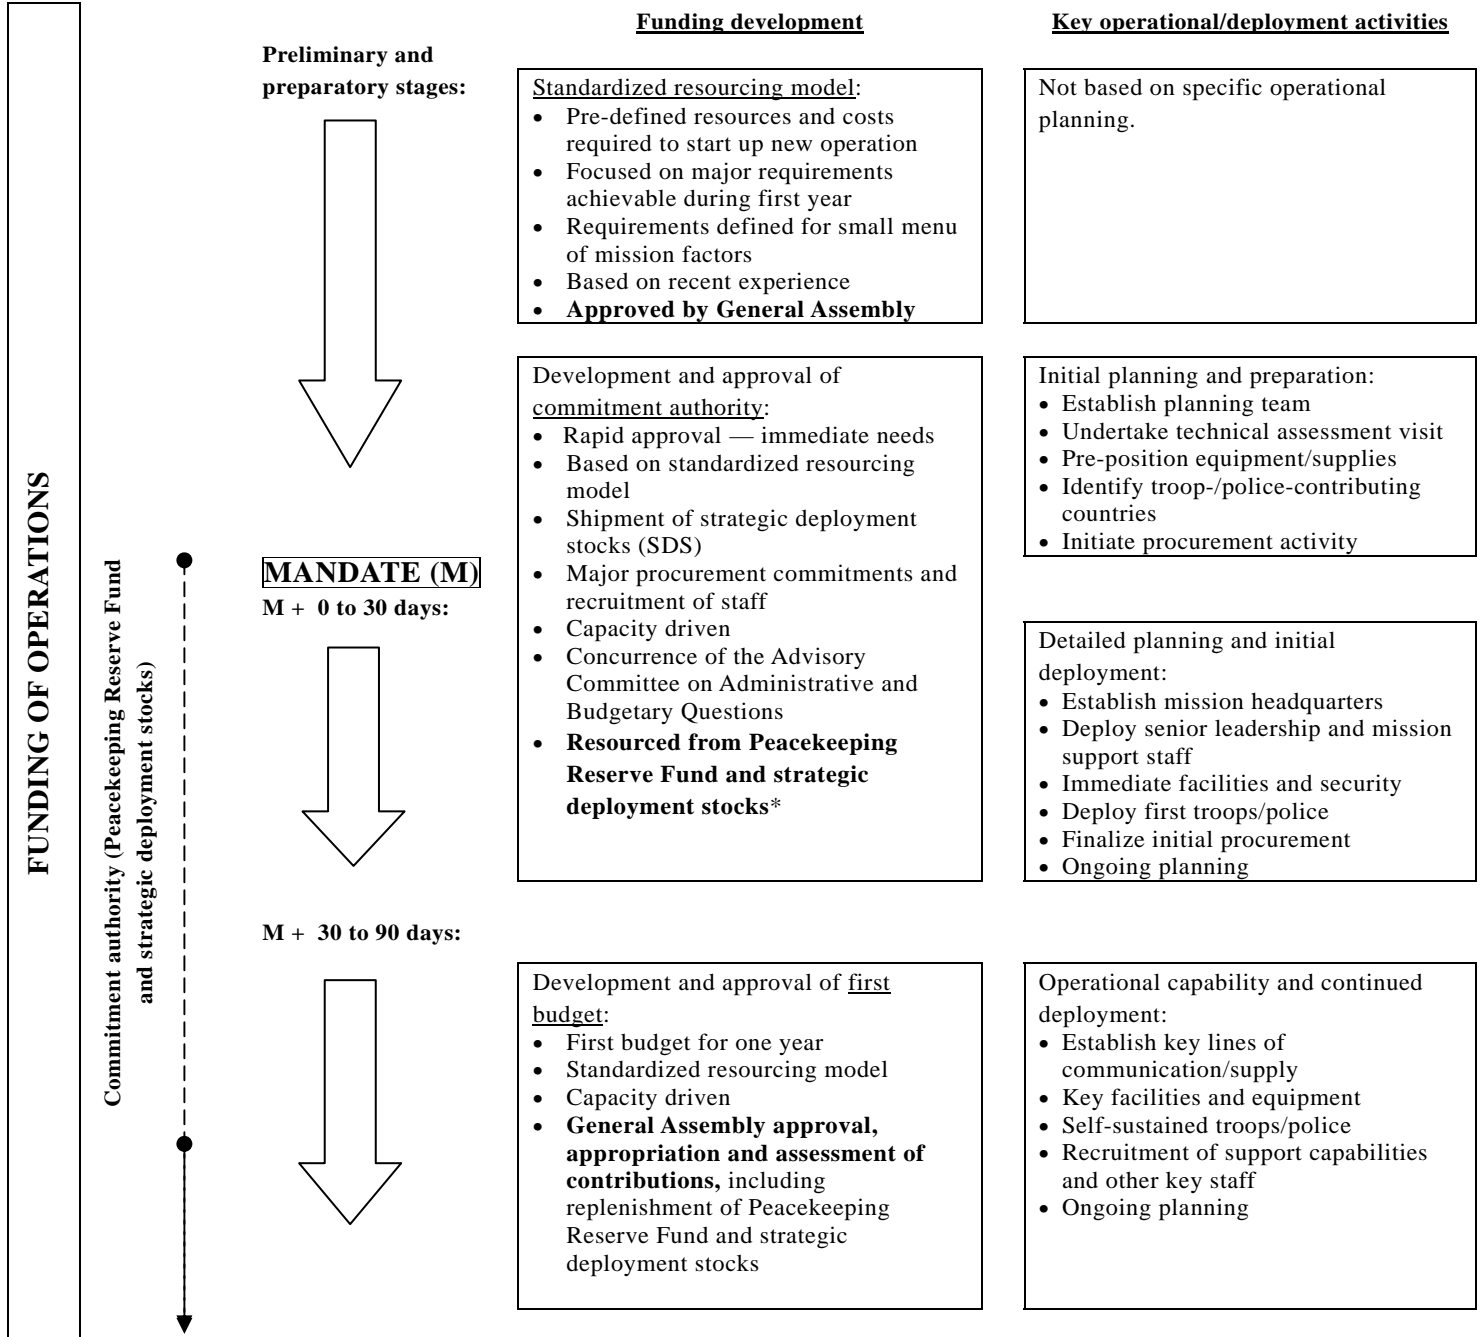 FUNDING OF OPERATIONS
Commitment authority (Peacekeeping Reserve Fund
and strategic deployment stocks)
Funding development
Key operational/deployment activities
Preliminary and
preparatory stages:
Standardized resourcing model:
• Pre-defined resources and costs
required to start up new operation
• Focused on major requirements
achievable during first year
• Requirements defined for small menu
of mission factors
• Based on recent experience
• Approved by General Assembly
Not based on specific operational
planning.
Development and approval of
commitment authority:
• Rapid approval — immediate needs
• Based on standardized resourcing
model
• Shipment of strategic deployment
stocks (SDS)
• Major procurement commitments and
recruitment of staff
• Capacity driven
• Concurrence of the Advisory
Committee on Administrative and
Budgetary Questions
• Resourced from Peacekeeping
Reserve Fund and strategic
deployment stocks*
Initial planning and preparation:
• Establish planning team
• Undertake technical assessment visit
• Pre-position equipment/supplies
• Identify troop-/police-contributing
countries
• Initiate procurement activity
MANDATE (M)
M + 0 to 30 days:
Detailed planning and initial
deployment:
• Establish mission headquarters
• Deploy senior leadership and mission
support staff
• Immediate facilities and security
• Deploy first troops/police
• Finalize initial procurement
• Ongoing planning
M + 30 to 90 days:
Development and approval of first
budget:
• First budget for one year
• Standardized resourcing model
• Capacity driven
• General Assembly approval,
appropriation and assessment of
contributions, including
replenishment of Peacekeeping
Reserve Fund and strategic
deployment stocks
Operational capability and continued
deployment:
• Establish key lines of
communication/supply
• Key facilities and equipment
• Self-sustained troops/police
• Recruitment of support capabilities
and other key staff
• Ongoing planning